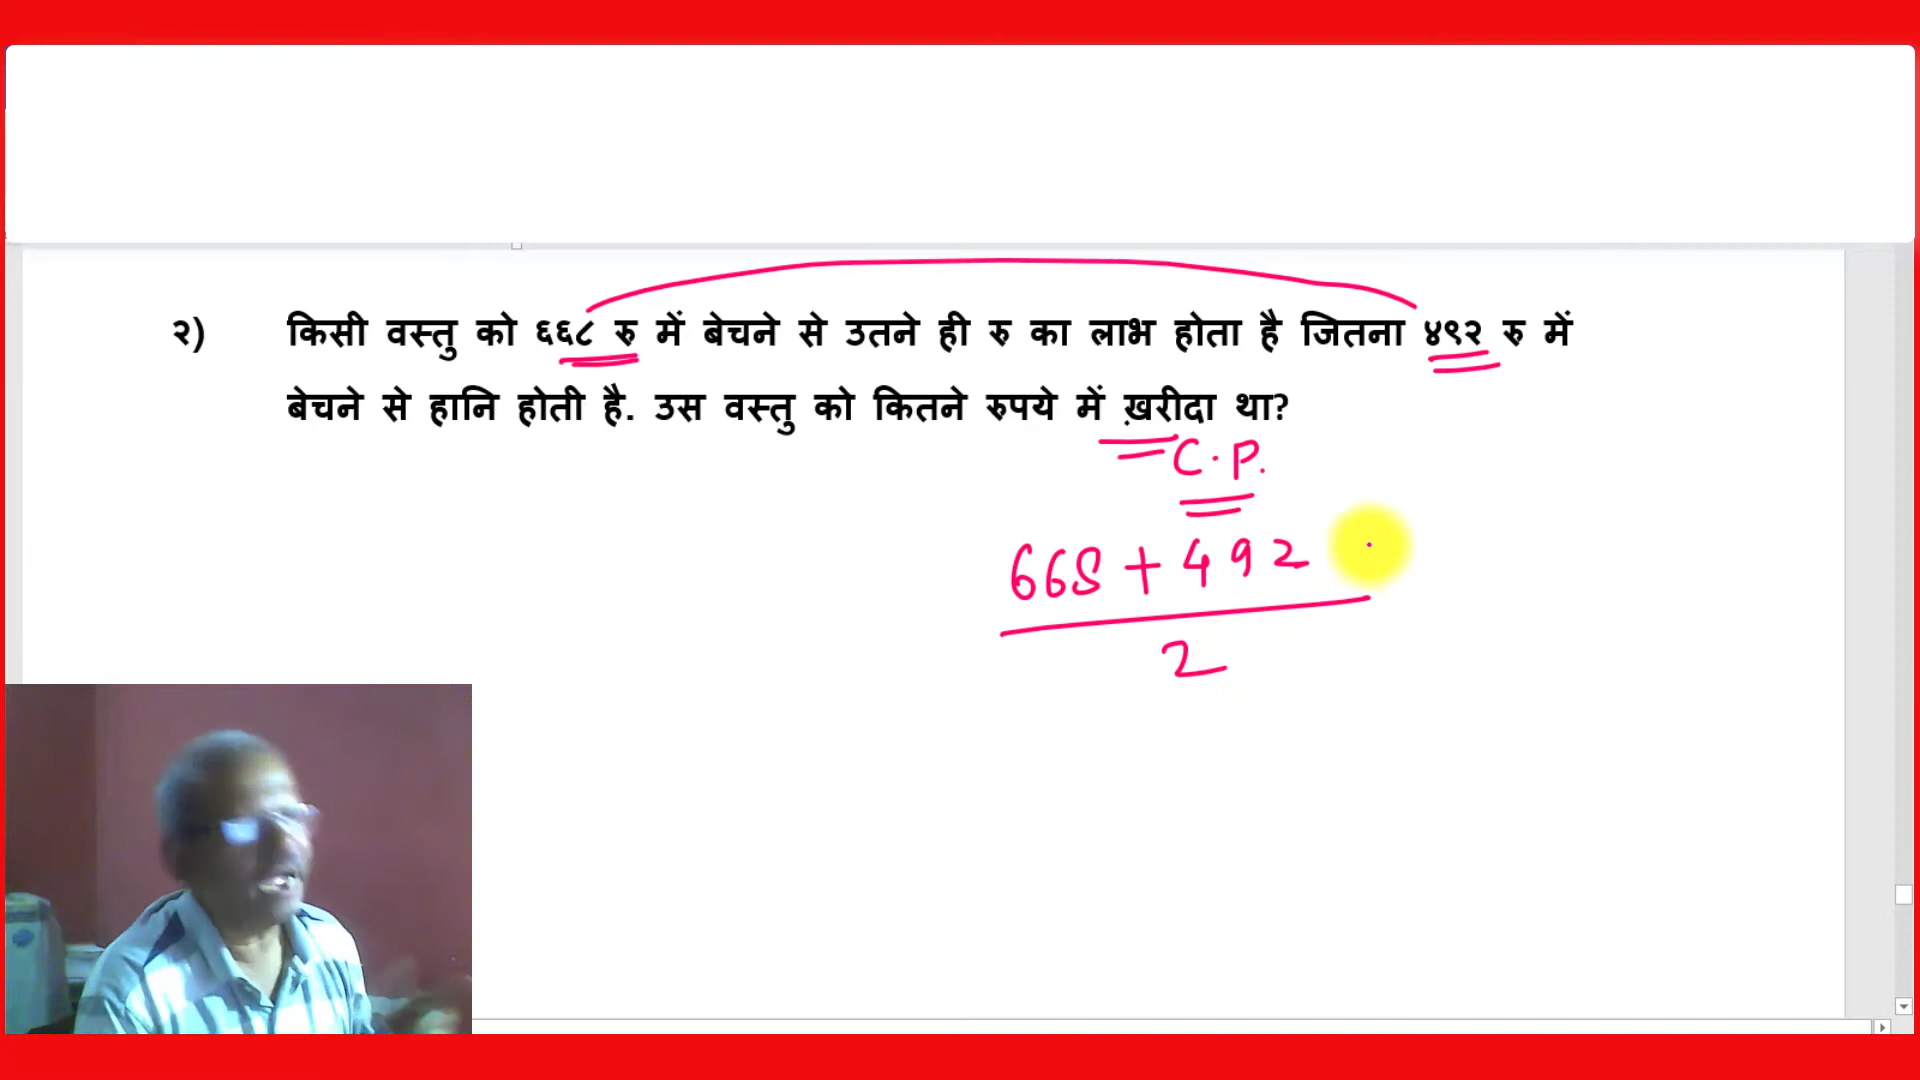 २) किसी वस्तु को ६६८ रु में बेचने से उतने ही रु का लाभ होता है जितना ४९२ रु में
बेचने से हानि होती है. उस वस्तु को कितने रुपये में ख़रीदा था?
C.P.
668 + 492
2